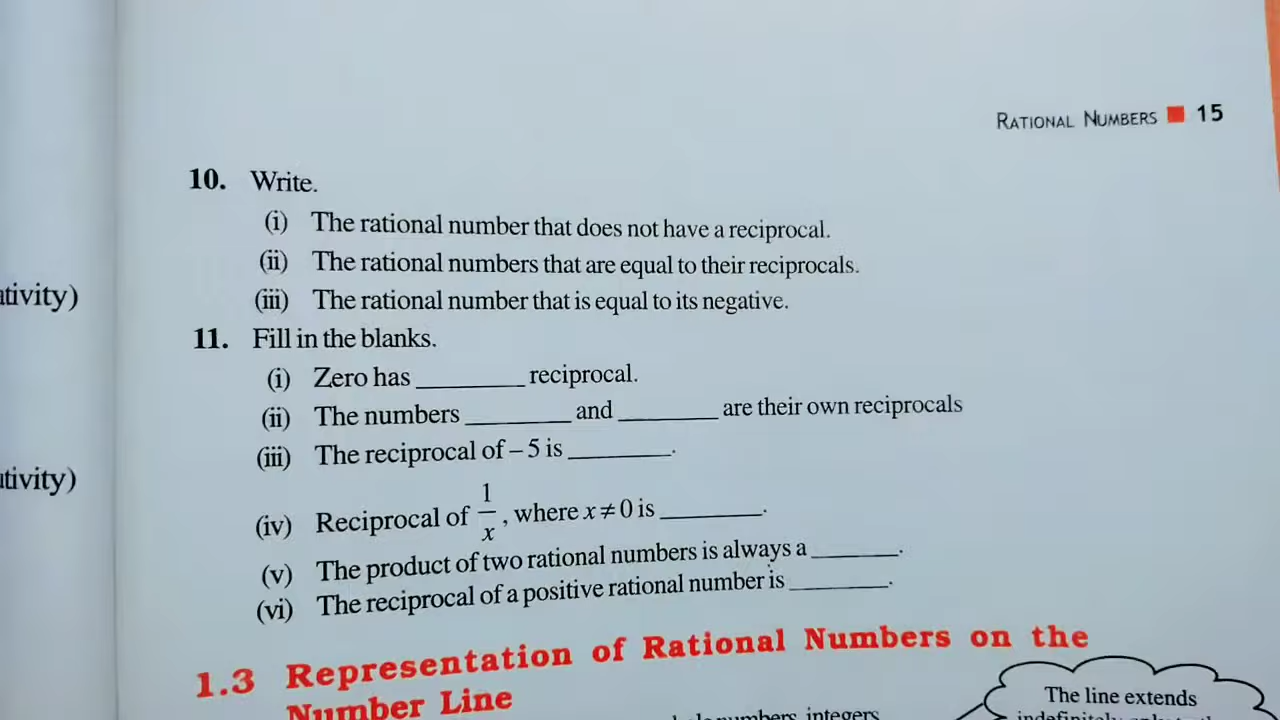 RATIONAL NUMBERS ■ 15
10. Write.
(i) The rational number that does not have a reciprocal.
(ii) The rational numbers that are equal to their reciprocals.
(iii) The rational number that is equal to its negative.
ativity)
11. Fill in the blanks.
(i) Zero has ________ reciprocal.
(ii) The numbers ________ and ________ are their own reciprocals
(iii) The reciprocal of – 5 is ________.
tivity)
(iv) Reciprocal of 1/x, where x ≠ 0 is ________.
(v) The product of two rational numbers is always a ________.
(vi) The reciprocal of a positive rational number is ________.
1.3 Representation of Rational Numbers on the
Number Line
The line extends
numbers integers